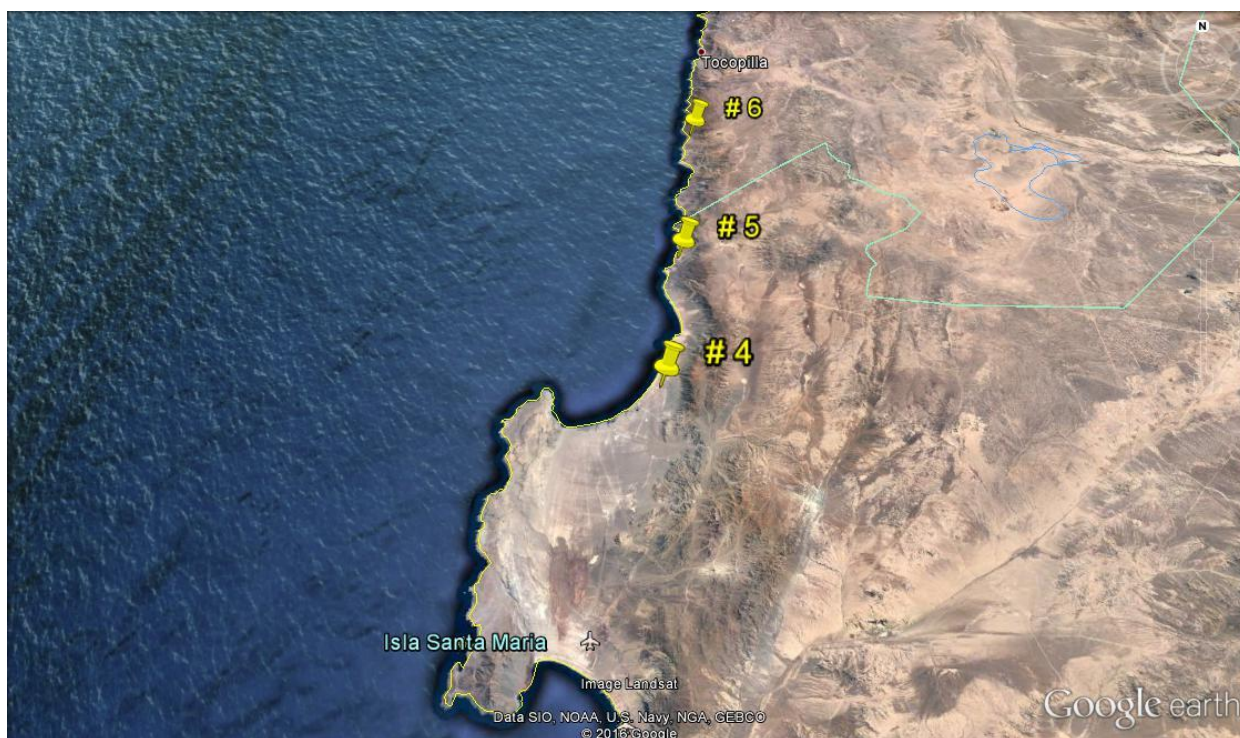 N
Tocopilla
# 6
# 5
# 4
Isla Santa Maria
Image Landsat
Data SIO, NOAA, U.S. Navy, NGA, GEBCO
© 2016 Google
Google earth